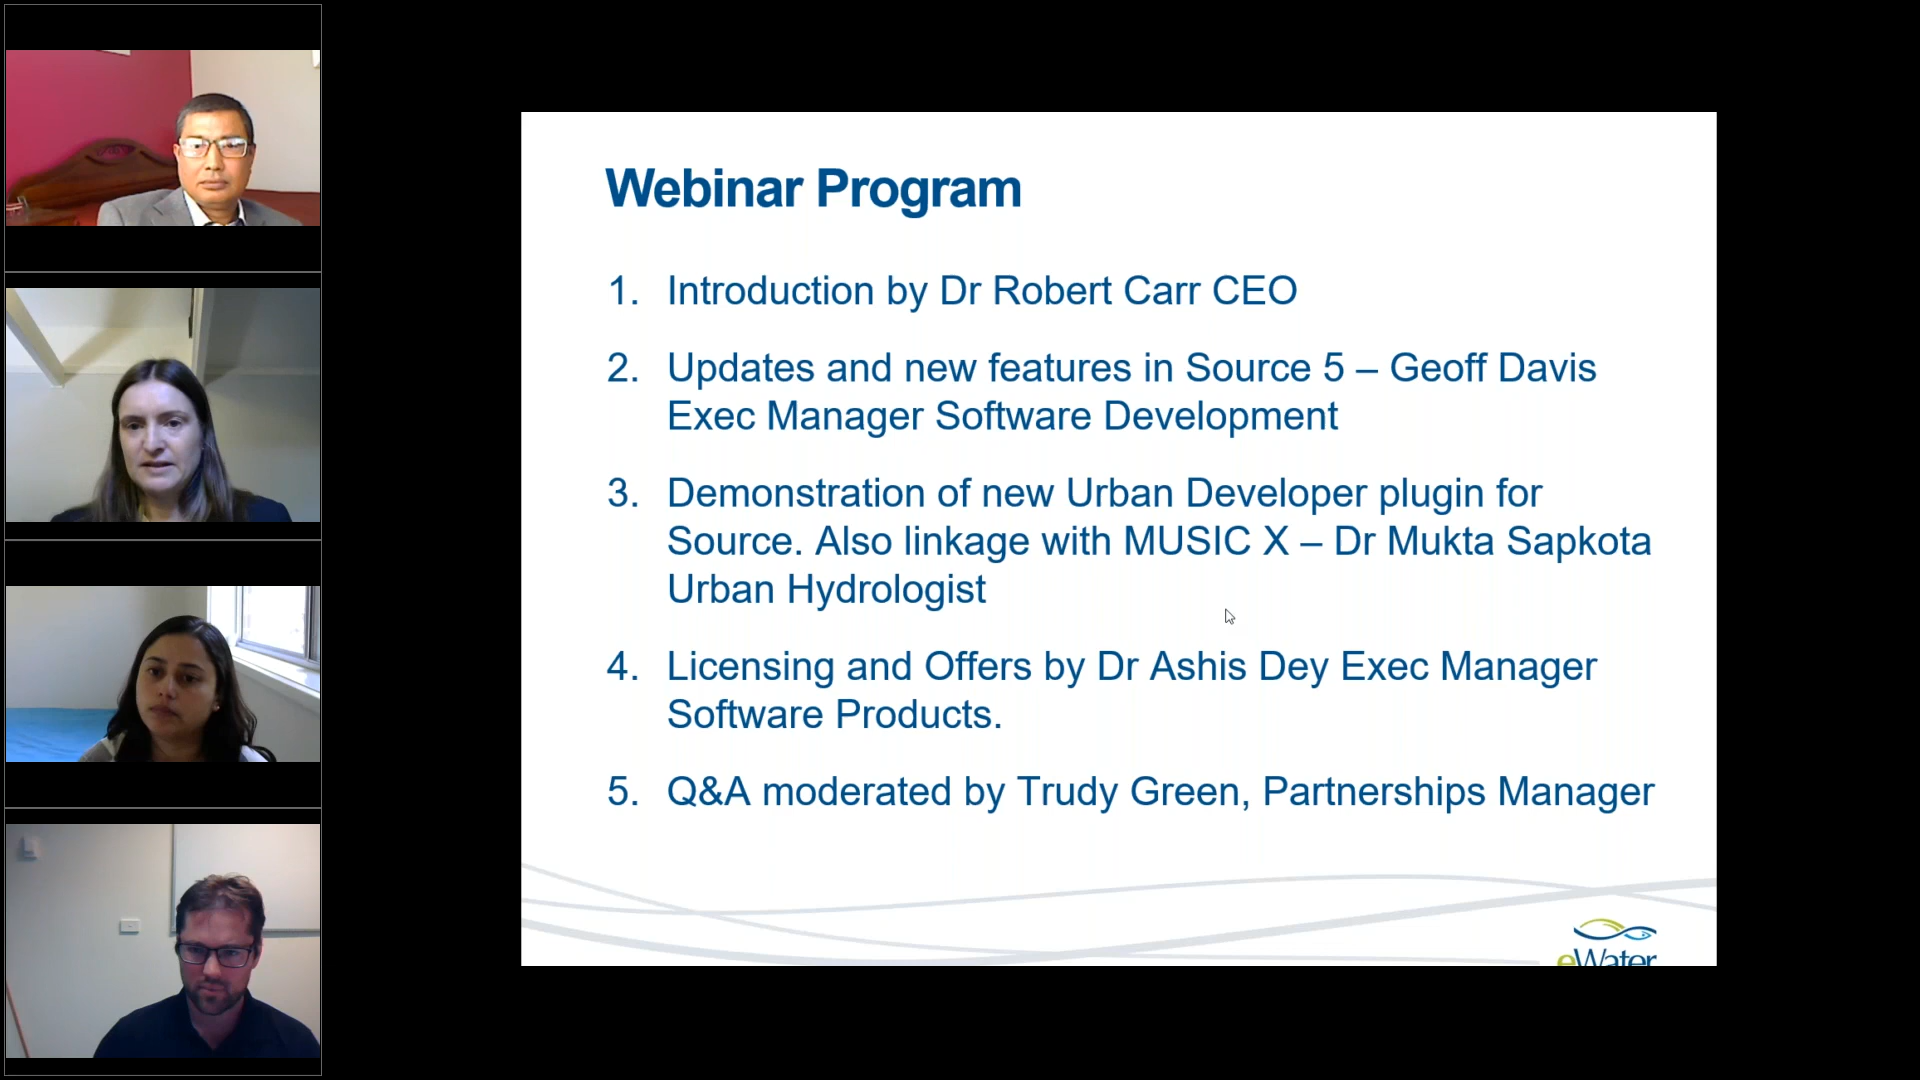 Webinar Program
1. Introduction by Dr Robert Carr CEO
2. Updates and new features in Source 5 – Geoff Davis
Exec Manager Software Development
3. Demonstration of new Urban Developer plugin for
Source. Also linkage with MUSIC X – Dr Mukta Sapkota
Urban Hydrologist
4. Licensing and Offers by Dr Ashis Dey Exec Manager
Software Products.
5. Q&A moderated by Trudy Green, Partnerships Manager
eWater